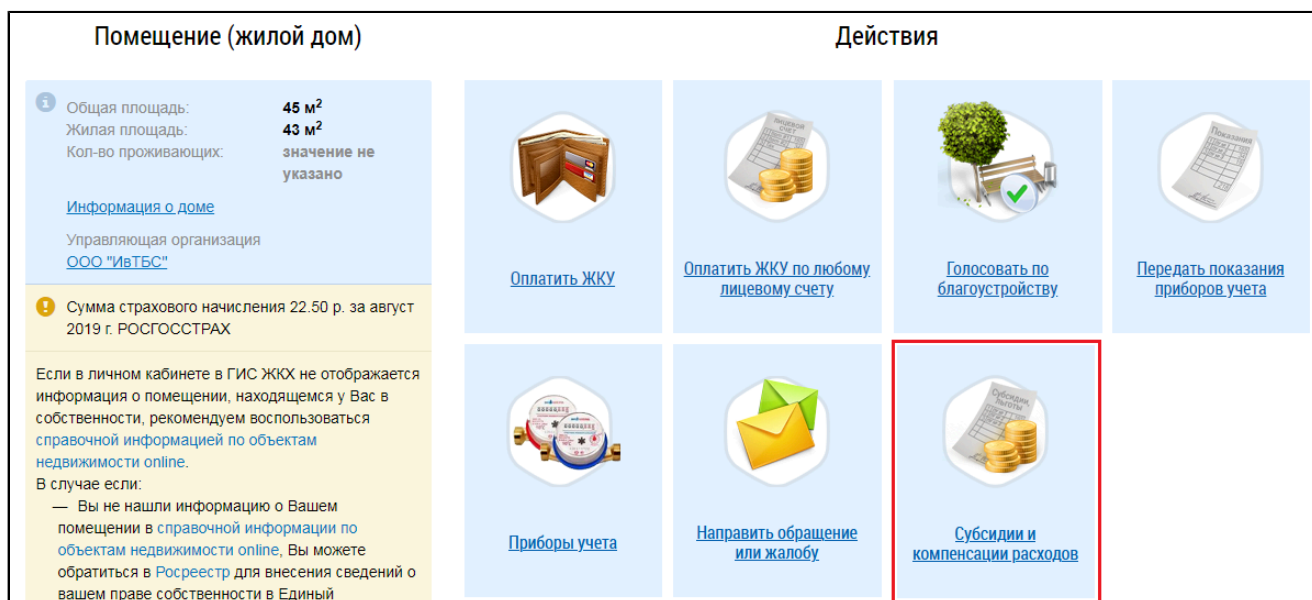 Помещение (жилой дом)
Действия
Общая площадь: 45 м²
Жилая площадь: 43 м²
Кол-во проживающих: значение не
указано
Информация о доме
Управляющая организация
ООО "ИвТБС"
Сумма страхового начисления 22.50 р. за август
2019 г. РОСГОССТРАХ
Если в личном кабинете в ГИС ЖКХ не отображается
информация о помещении, находящемся у Вас в
собственности, рекомендуем воспользоваться
справочной информацией по объектам
недвижимости online.
В случае если:
— Вы не нашли информацию о Вашем
помещении в справочной информации по
объектам недвижимости online, Вы можете
обратиться в Росреестр для внесения сведений о
вашем праве собственности в Единый
Оплатить ЖКУ
ЛИЦЕВОЙ
СЧЕТ
Оплатить ЖКУ по любому
лицевому счету
Голосовать по
благоустройству
Показания
Передать показания
приборов учета
Приборы учета
Направить обращение
или жалобу
Субсидии,
льготы
Субсидии и
компенсации расходов